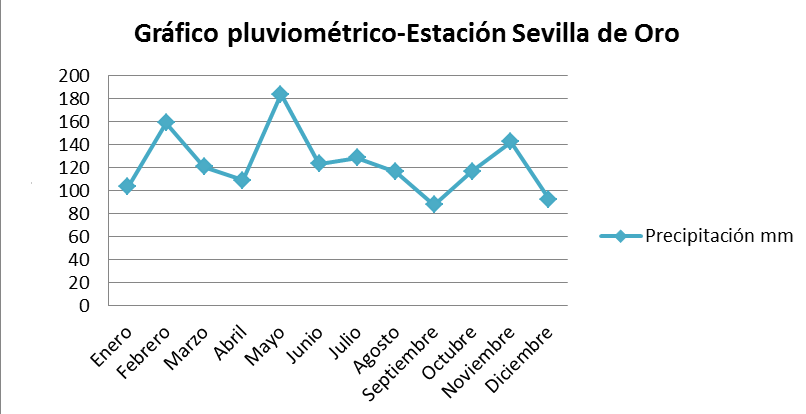 Gráfico pluviométrico-Estación Sevilla de Oro
200
180
160
140
120
100
80
60
40
20
0
Enero
Febrero
Marzo
Abril
Mayo
Junio
Julio
Agosto
Septiembre
Octubre
Noviembre
Diciembre
Precipitación mm